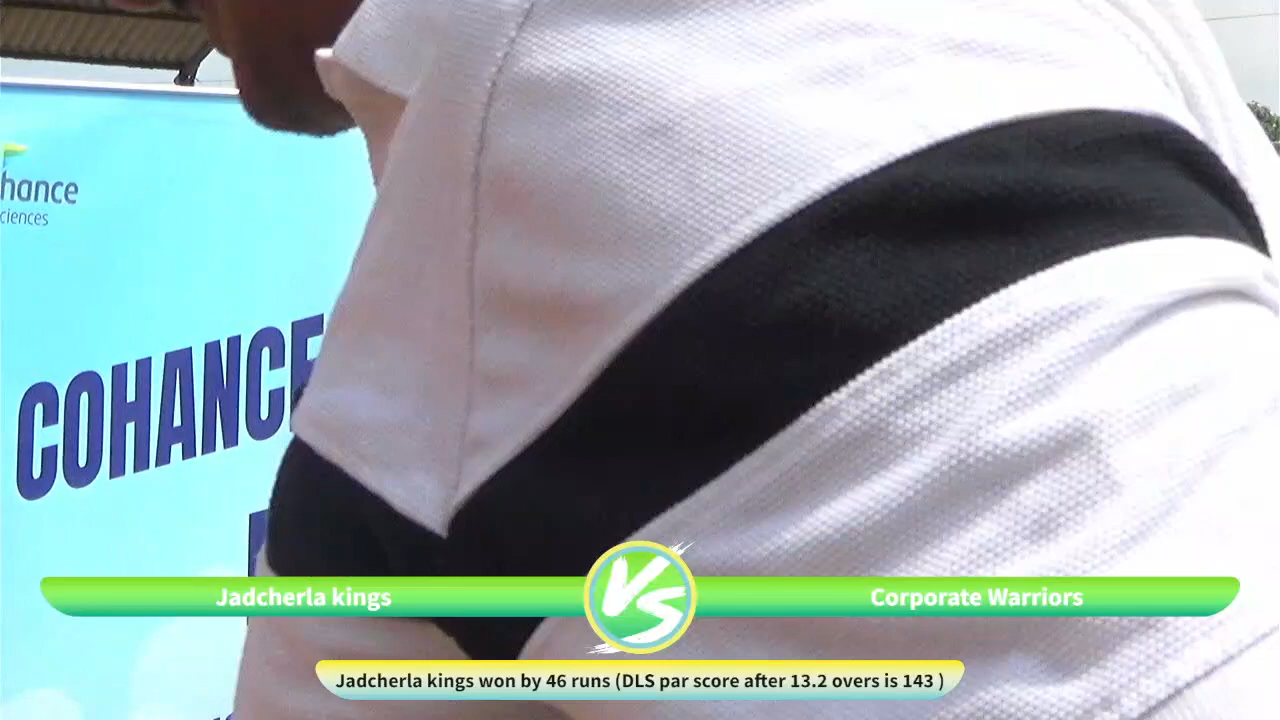 hance
ciences
COHANCE
Jadcherla kings
VS
Corporate Warriors
Jadcherla kings won by 46 runs (DLS par score after 13.2 overs is 143 )